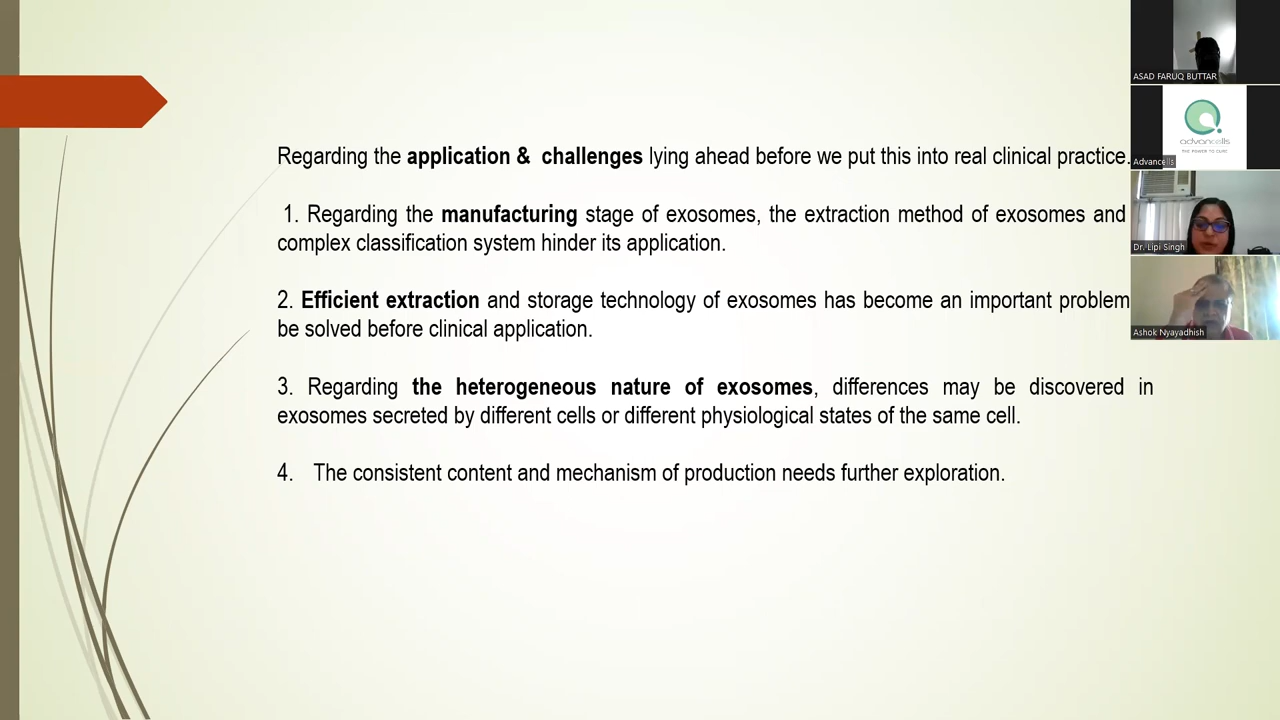 Regarding the application & challenges lying ahead before we put this into real clinical practice.
1. Regarding the manufacturing stage of exosomes, the extraction method of exosomes and
complex classification system hinder its application.
2. Efficient extraction and storage technology of exosomes has become an important problem
be solved before clinical application.
3. Regarding the heterogeneous nature of exosomes, differences may be discovered in
exosomes secreted by different cells or different physiological states of the same cell.
4. The consistent content and mechanism of production needs further exploration.
ASAD FARUQ BUTTAR
advancells
THE POWER TO CURE
Advancells
Dr. Lipi Singh
Ashok Nyayadhish